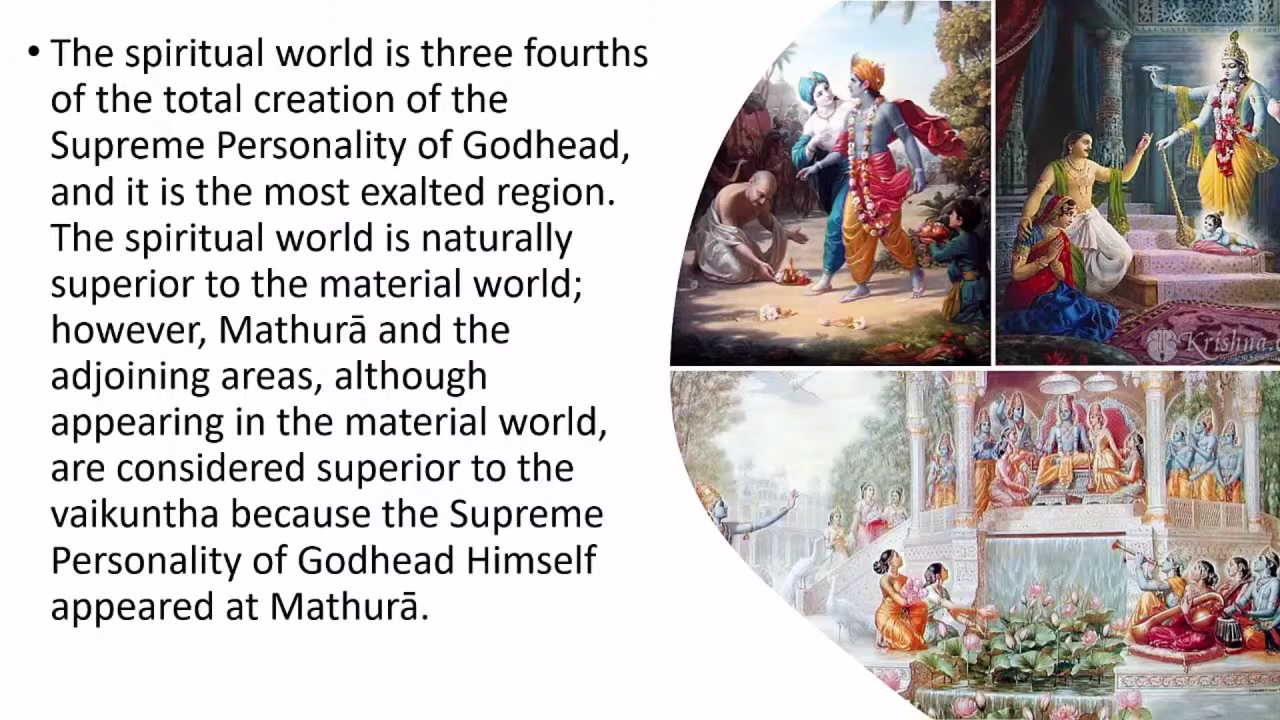 • The spiritual world is three fourths
of the total creation of the
Supreme Personality of Godhead,
and it is the most exalted region.
The spiritual world is naturally
superior to the material world;
however, Mathurā and the
adjoining areas, although
appearing in the material world,
are considered superior to the
vaikuntha because the Supreme
Personality of Godhead Himself
appeared at Mathurā.
Krishna.c